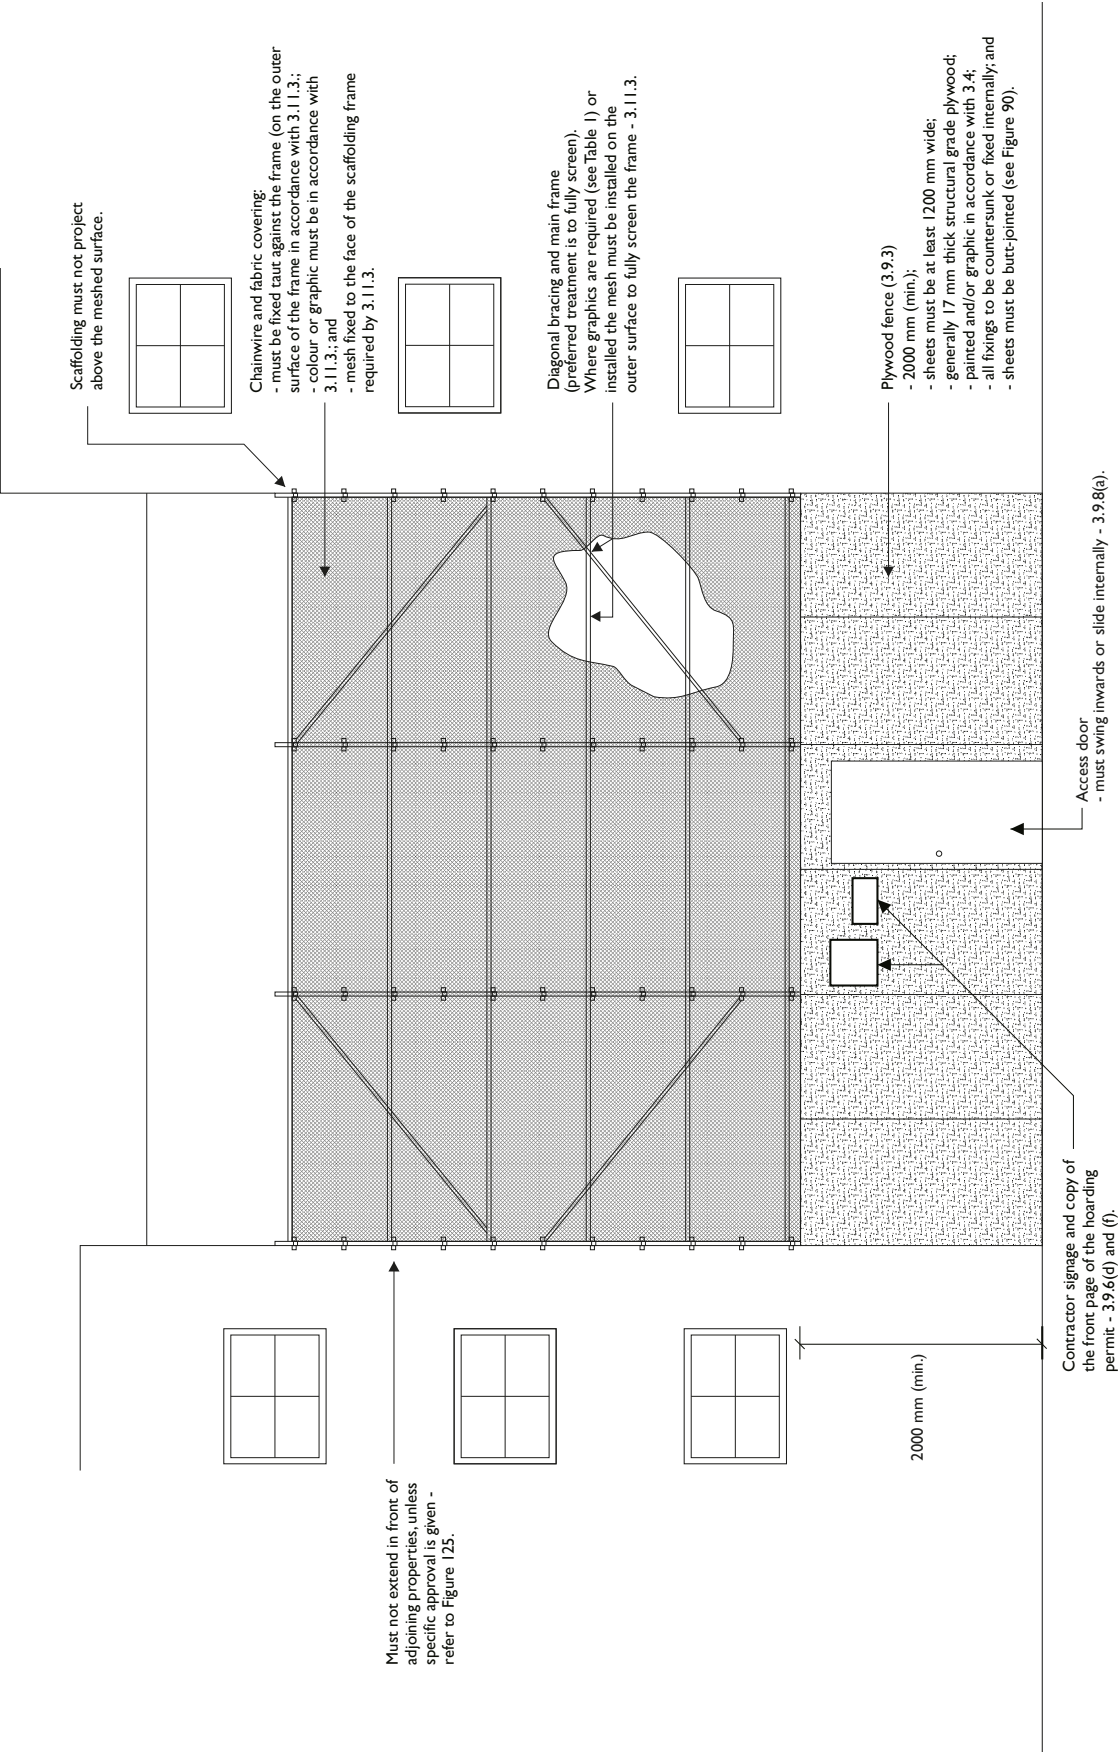 Scaffolding must not project
above the meshed surface.
Chainwire and fabric covering:
- must be fixed taut against the frame (on the outer
surface of the frame in accordance with 3.11.3.;
- colour or graphic must be in accordance with
3.11.3.; and
- mesh fixed to the face of the scaffolding frame
required by 3.11.3.
Diagonal bracing and main frame
(preferred treatment is to fully screen).
Where graphics are required (see Table 1) or
installed the mesh must be installed on the
outer surface to fully screen the frame - 3.11.3.
Plywood fence (3.9.3)
- 2000 mm (min.);
- sheets must be at least 1200 mm wide;
- generally 17 mm thick structural grade plywood;
- painted and/or graphic in accordance with 3.4;
- all fixings to be countersunk or fixed internally; and
- sheets must be butt-jointed (see Figure 90).
Access door
- must swing inwards or slide internally - 3.9.8(a).
Must not extend in front of
adjoining properties, unless
specific approval is given -
refer to Figure 125.
2000 mm (min.)
Contractor signage and copy of
the front page of the hoarding
permit - 3.9.6(d) and (f).